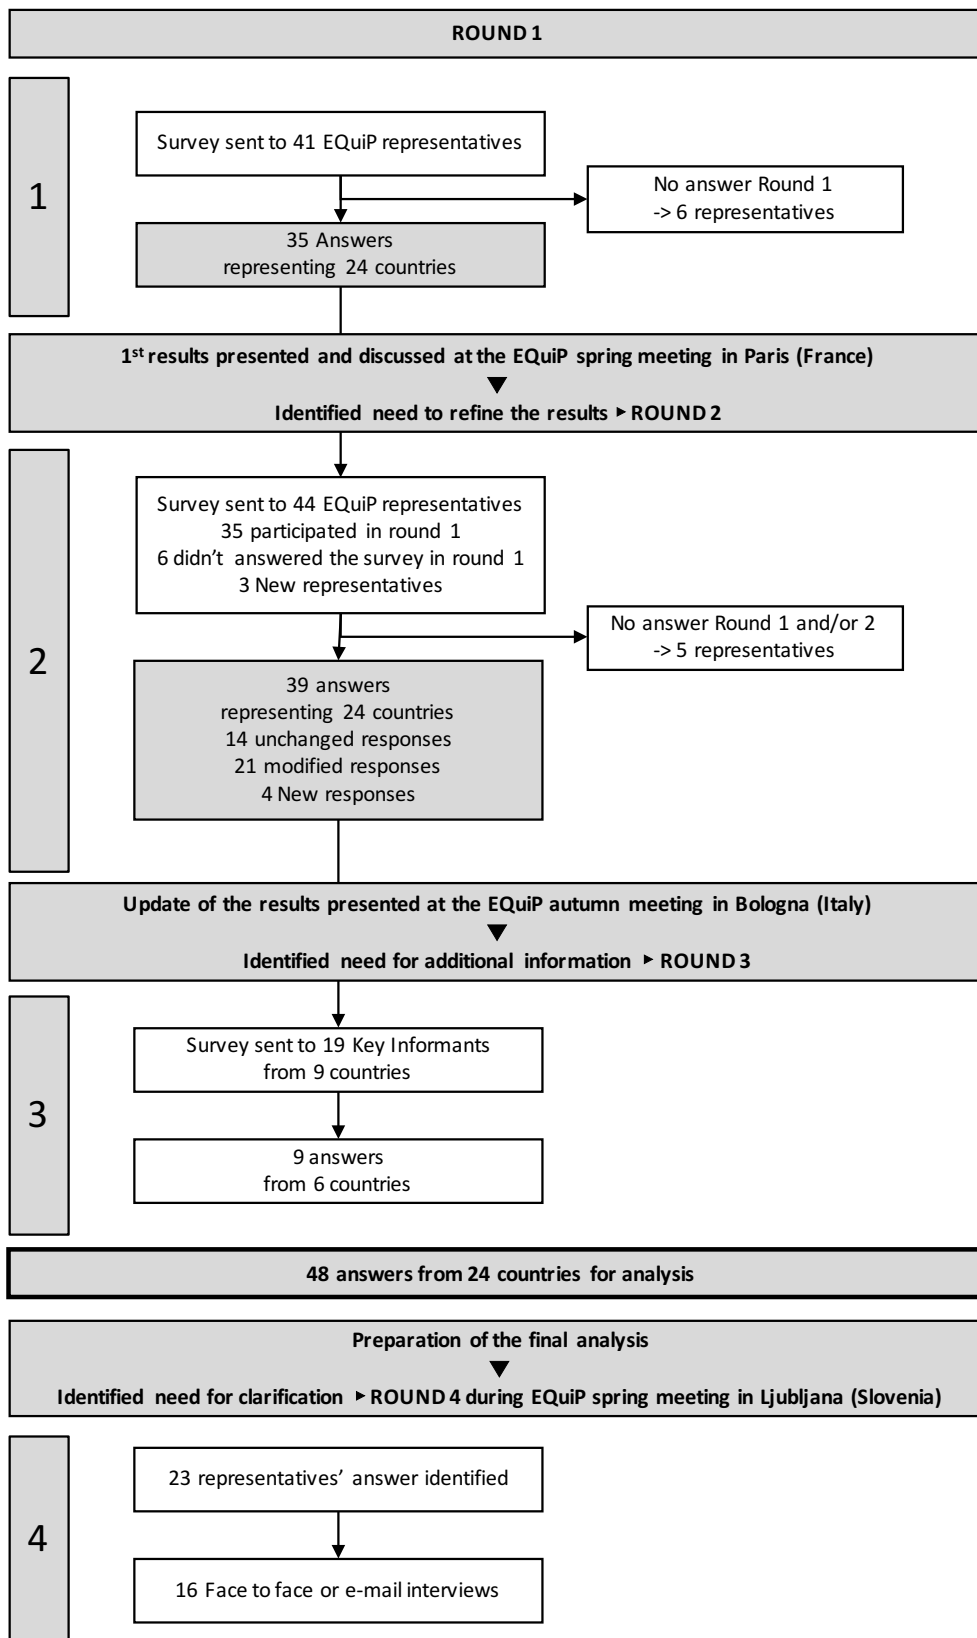 ROUND 1
1
Survey sent to 41 EQuiP representatives
No answer Round 1
-> 6 representatives
35 Answers
representing 24 countries
1st results presented and discussed at the EQuiP spring meeting in Paris (France)
▼
Identified need to refine the results ▶ ROUND 2
2
Survey sent to 44 EQuiP representatives
35 participated in round 1
6 didn't answered the survey in round 1
3 New representatives
No answer Round 1 and/or 2
-> 5 representatives
39 answers
representing 24 countries
14 unchanged responses
21 modified responses
4 New responses
Update of the results presented at the EQuiP autumn meeting in Bologna (Italy)
▼
Identified need for additional information ▶ ROUND 3
3
Survey sent to 19 Key Informants
from 9 countries
9 answers
from 6 countries
48 answers from 24 countries for analysis
Preparation of the final analysis
▼
Identified need for clarification ▶ ROUND 4 during EQuiP spring meeting in Ljubljana (Slovenia)
4
23 representatives' answer identified
16 Face to face or e-mail interviews